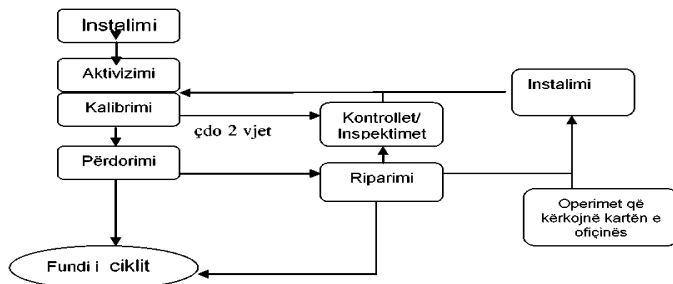 Instalimi
Aktivizimi
Kalibrimi
çdo 2 vjet
Kontrollet/
Inspektimet
Instalimi
Përdorimi
Riparimi
Operimet që
kërkojnë kartën e
ofiçinës
Fundi i ciklit